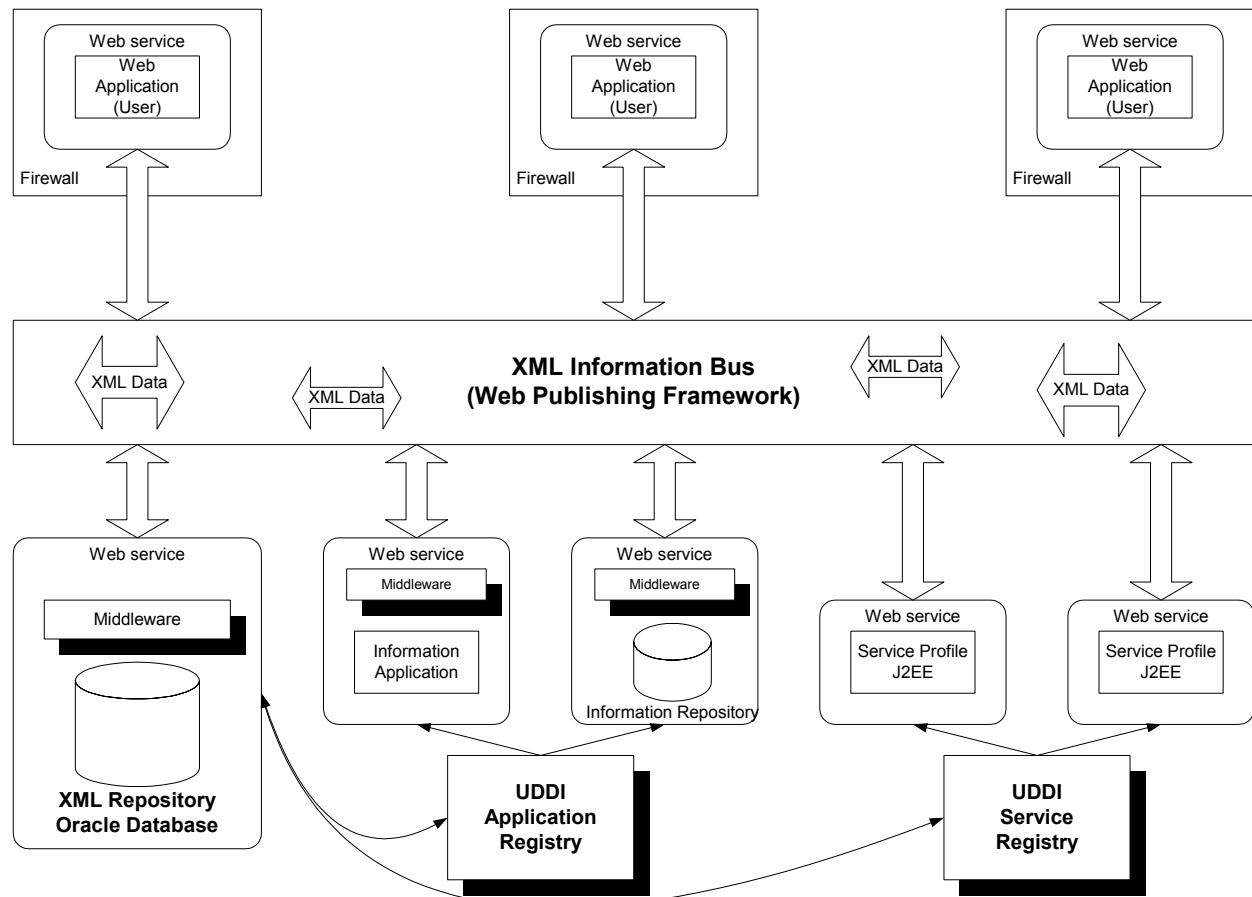 Web service
Web
Application
(User)
Firewall
Web service
Web
Application
(User)
Firewall
Web service
Web
Application
(User)
Firewall
XML Data
XML Data
XML Information Bus
(Web Publishing Framework)
XML Data
XML Data
Web service
Middleware
XML Repository
Oracle Database
Web service
Middleware
Information
Application
Web service
Middleware
Information Repository
Web service
Service Profile
J2EE
Web service
Service Profile
J2EE
UDDI
Application
Registry
UDDI
Service
Registry